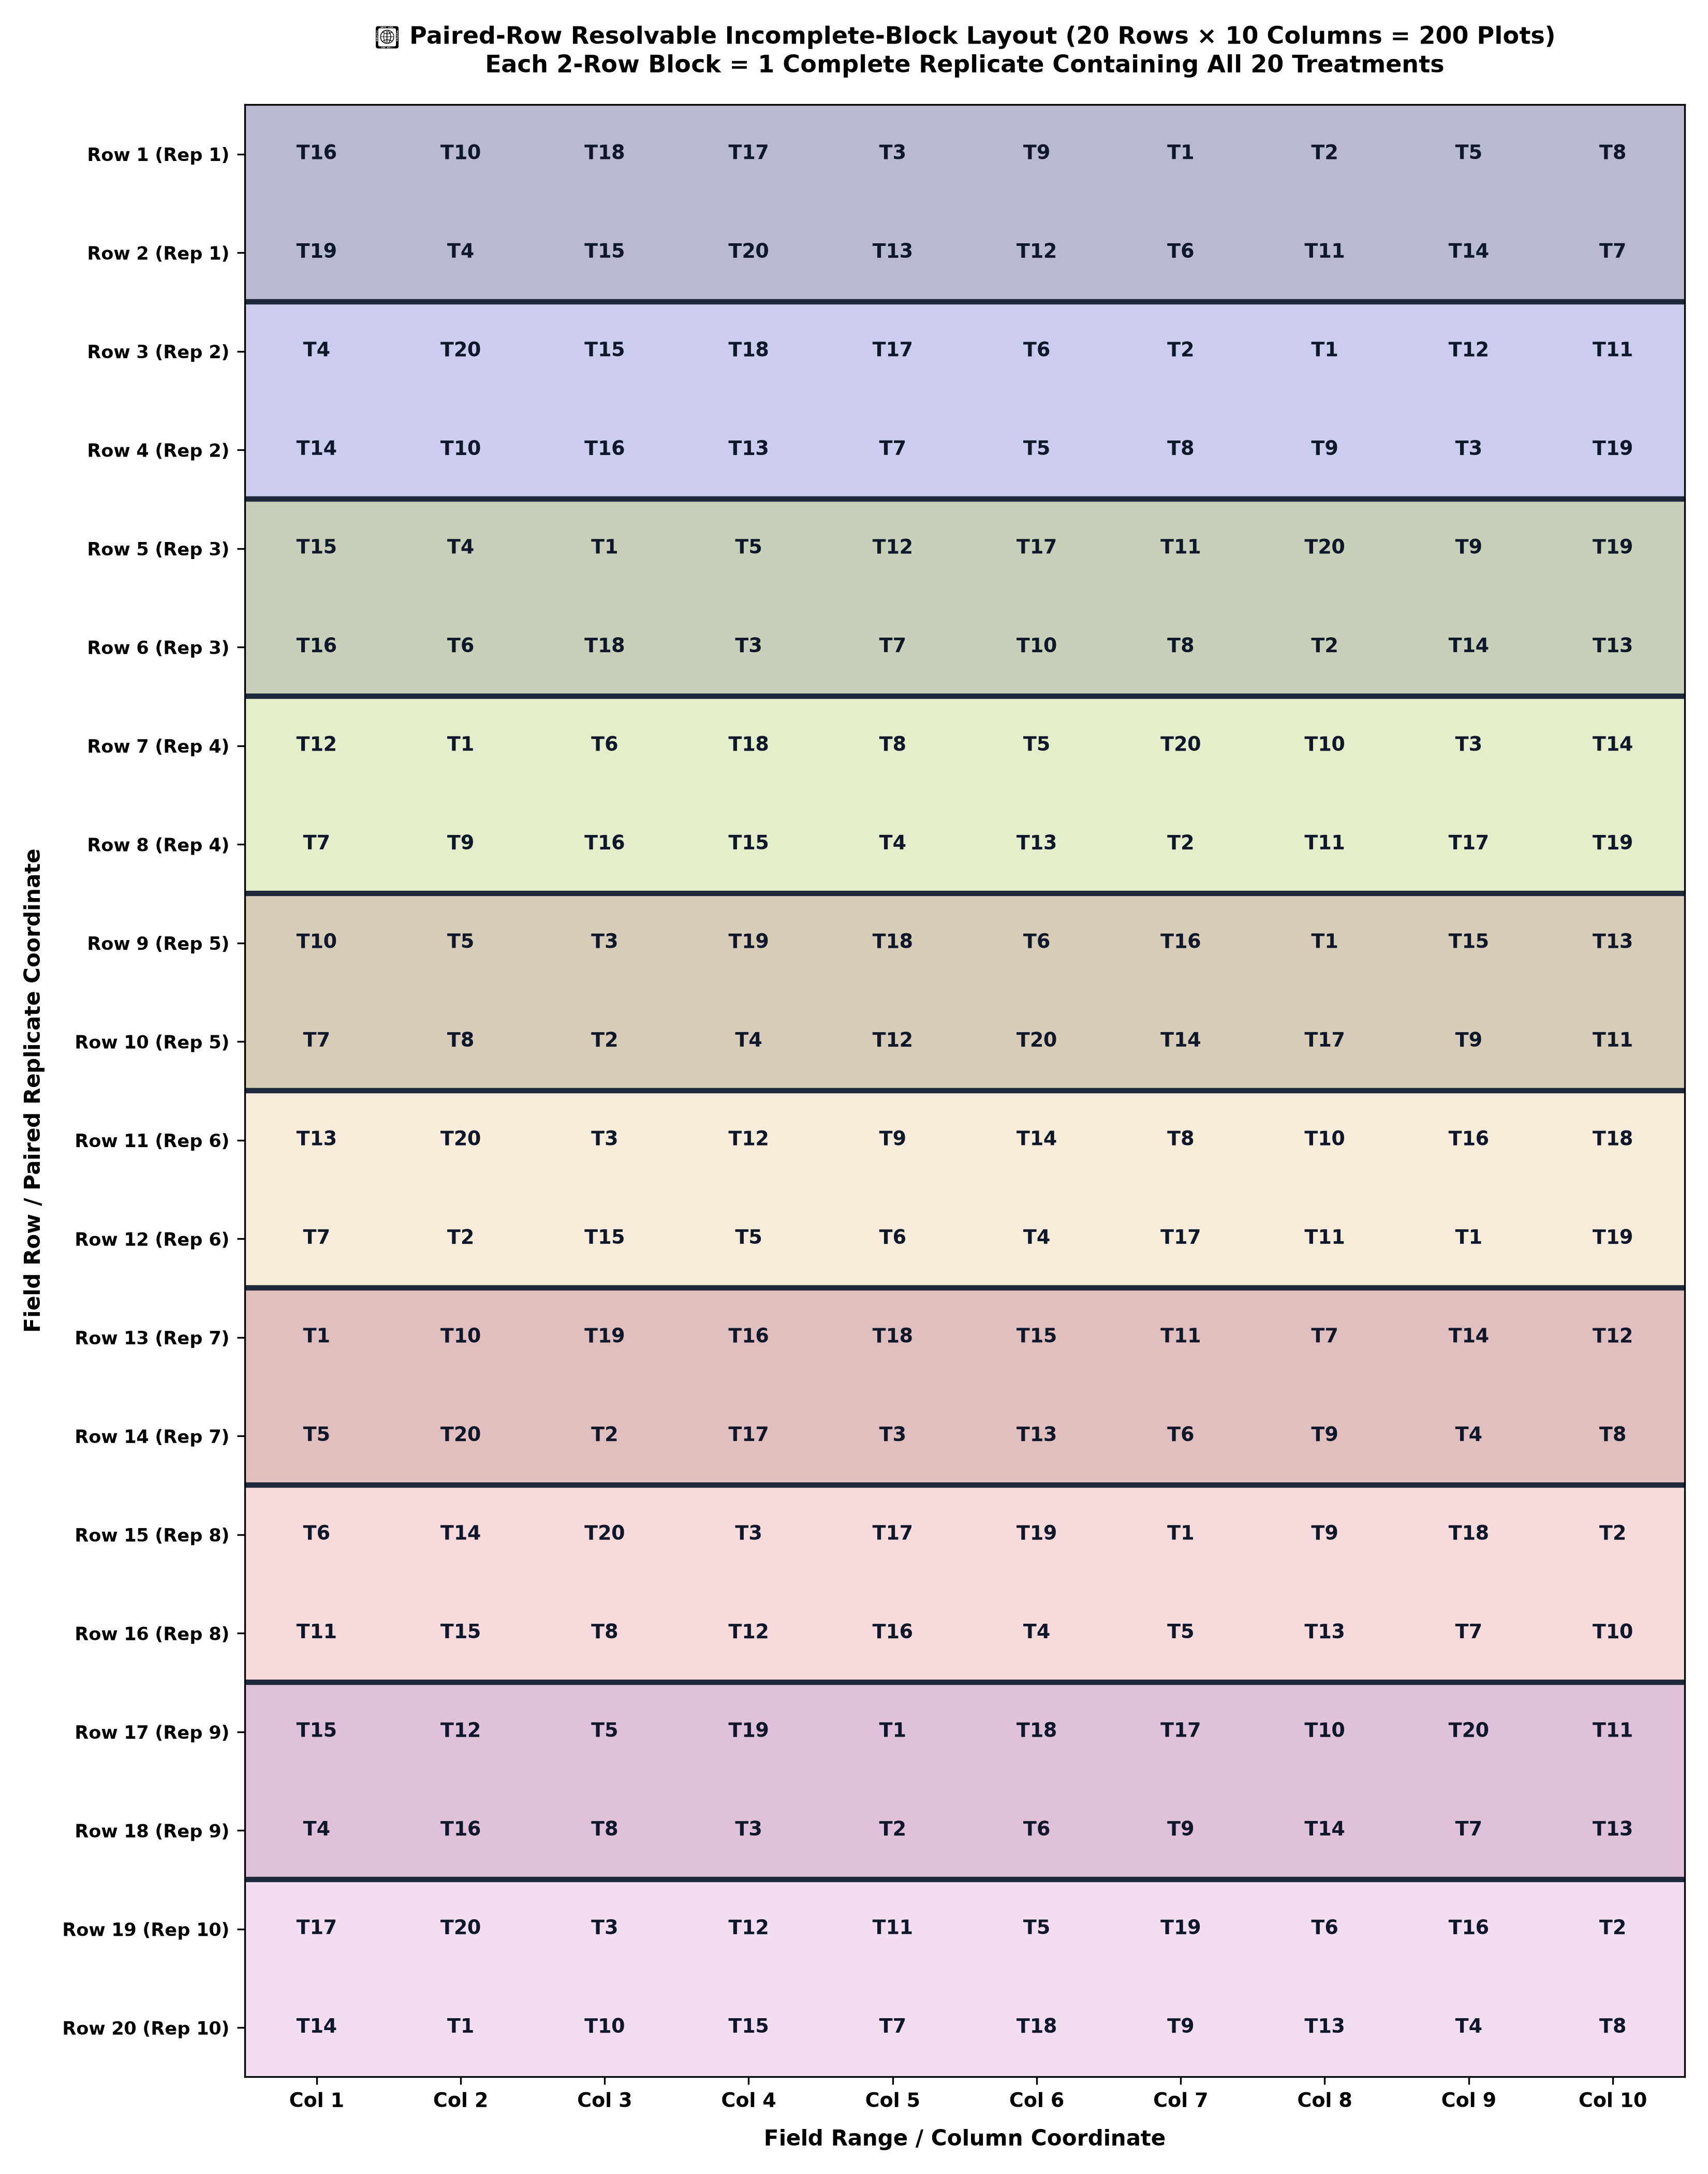 Paired-Row Resolvable Incomplete-Block Layout (20 Rows × 10 Columns = 200 Plots)
Each 2-Row Block = 1 Complete Replicate Containing All 20 Treatments
Field Row / Paired Replicate Coordinate
Row 1 (Rep 1) T16 T10 T18 T17 T3 T9 T1 T2 T5 T8
Row 2 (Rep 1) T19 T4 T15 T20 T13 T12 T6 T11 T14 T7
Row 3 (Rep 2) T4 T20 T15 T18 T17 T6 T2 T1 T12 T11
Row 4 (Rep 2) T14 T10 T16 T13 T7 T5 T8 T9 T3 T19
Row 5 (Rep 3) T15 T4 T1 T5 T12 T17 T11 T20 T9 T19
Row 6 (Rep 3) T16 T6 T18 T3 T7 T10 T8 T2 T14 T13
Row 7 (Rep 4) T12 T1 T6 T18 T8 T5 T20 T10 T3 T14
Row 8 (Rep 4) T7 T9 T16 T15 T4 T13 T2 T11 T17 T19
Row 9 (Rep 5) T10 T5 T3 T19 T18 T6 T16 T1 T15 T13
Row 10 (Rep 5) T7 T8 T2 T4 T12 T20 T14 T17 T9 T11
Row 11 (Rep 6) T13 T20 T3 T12 T9 T14 T8 T10 T16 T18
Row 12 (Rep 6) T7 T2 T15 T5 T6 T4 T17 T11 T1 T19
Row 13 (Rep 7) T1 T10 T19 T16 T18 T15 T11 T7 T14 T12
Row 14 (Rep 7) T5 T20 T2 T17 T3 T13 T6 T9 T4 T8
Row 15 (Rep 8) T6 T14 T20 T3 T17 T19 T1 T9 T18 T2
Row 16 (Rep 8) T11 T15 T8 T12 T16 T4 T5 T13 T7 T10
Row 17 (Rep 9) T15 T12 T5 T19 T1 T18 T17 T10 T20 T11
Row 18 (Rep 9) T4 T16 T8 T3 T2 T6 T9 T14 T7 T13
Row 19 (Rep 10) T17 T20 T3 T12 T11 T5 T19 T6 T16 T2
Row 20 (Rep 10) T14 T1 T10 T15 T7 T18 T9 T13 T4 T8
Col 1 Col 2 Col 3 Col 4 Col 5 Col 6 Col 7 Col 8 Col 9 Col 10
Field Range / Column Coordinate